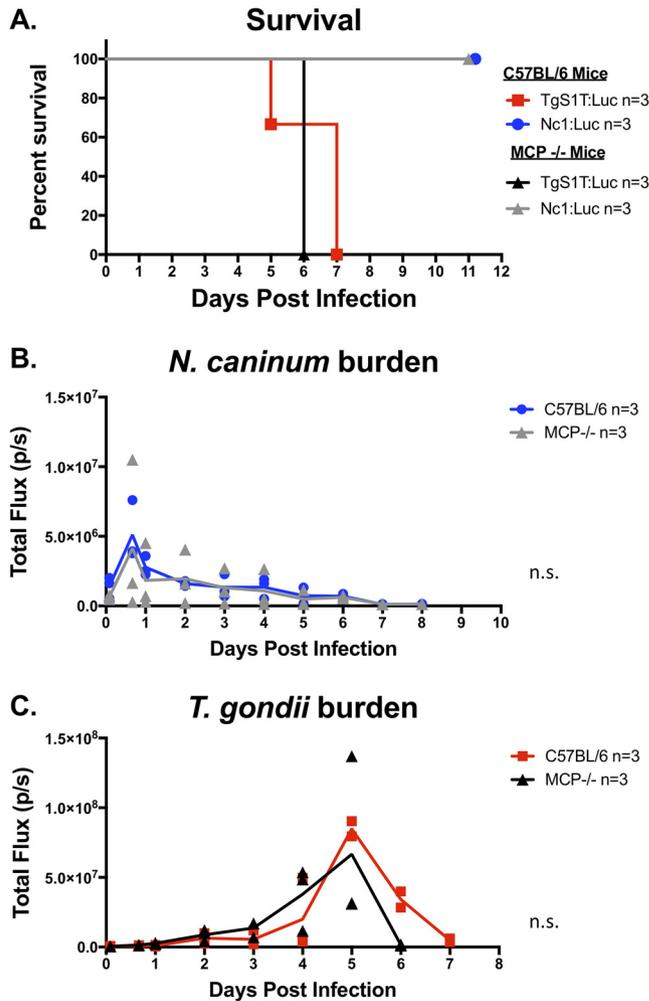 A.
Survival
Percent survival
100
80
60
40
20
0
0 1 2 3 4 5 6 7 8 9 10 11 12
Days Post Infection
C57BL/6 Mice
TgS1T:Luc n=3
Nc1:Luc n=3
MCP -/- Mice
TgS1T:Luc n=3
Nc1:Luc n=3
B.
N. caninum burden
Total Flux (p/s)
1.5×10⁷
1.0×10⁷
5.0×10⁶
0.0
0 1 2 3 4 5 6 7 8 9 10
Days Post Infection
C57BL/6 n=3
MCP-/- n=3
n.s.
C.
T. gondii burden
Total Flux (p/s)
1.5×10⁸
1.0×10⁸
5.0×10⁷
0.0
0 1 2 3 4 5 6 7 8
Days Post Infection
C57BL/6 n=3
MCP-/- n=3
n.s.